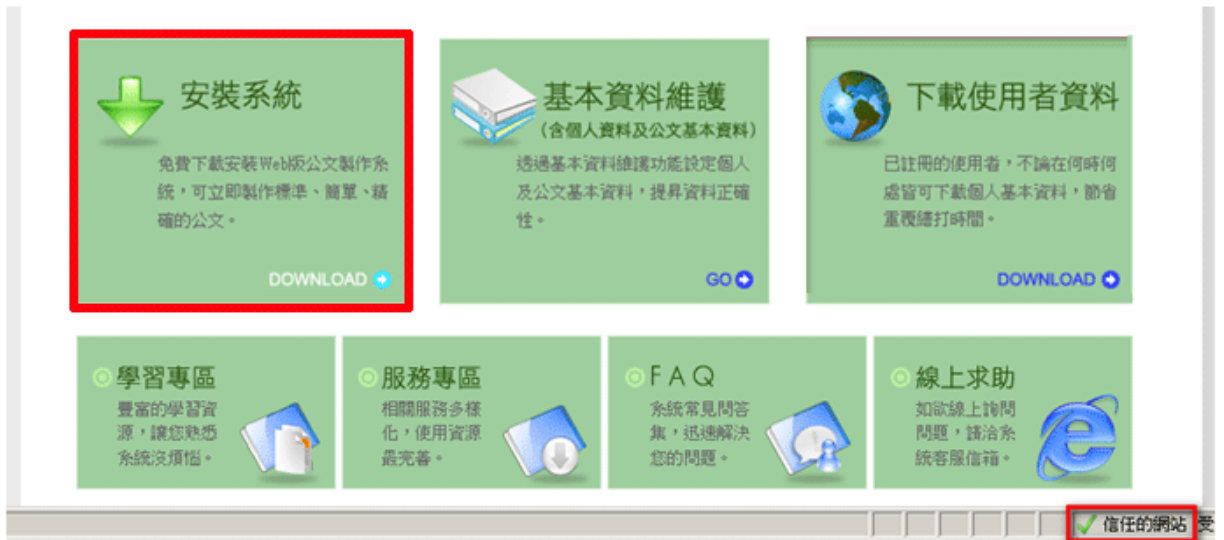 安裝系統
免費下載安裝Web版公文製作系
統，可立即製作標準、簡單、精
確的公文。
DOWNLOAD
基本資料維護
(含個人資料及公文基本資料)
透過基本資料維護功能設定個人
及公文基本資料，提昇資料正確
性。
GO
下載使用者資料
已註冊的使用者，不論在何時何
處皆可下載個人基本資料，節省
重覆繕打時間。
DOWNLOAD
學習專區
豐富的學習資
源，讓您熟悉
系統沒煩惱。
服務專區
相關服務多樣
化，使用資源
最完善。
FAQ
系統常見問答
集，迅速解決
您的問題。
線上求助
如欲線上詢問
問題，請洽系
統客服信箱。
信任的網站 受